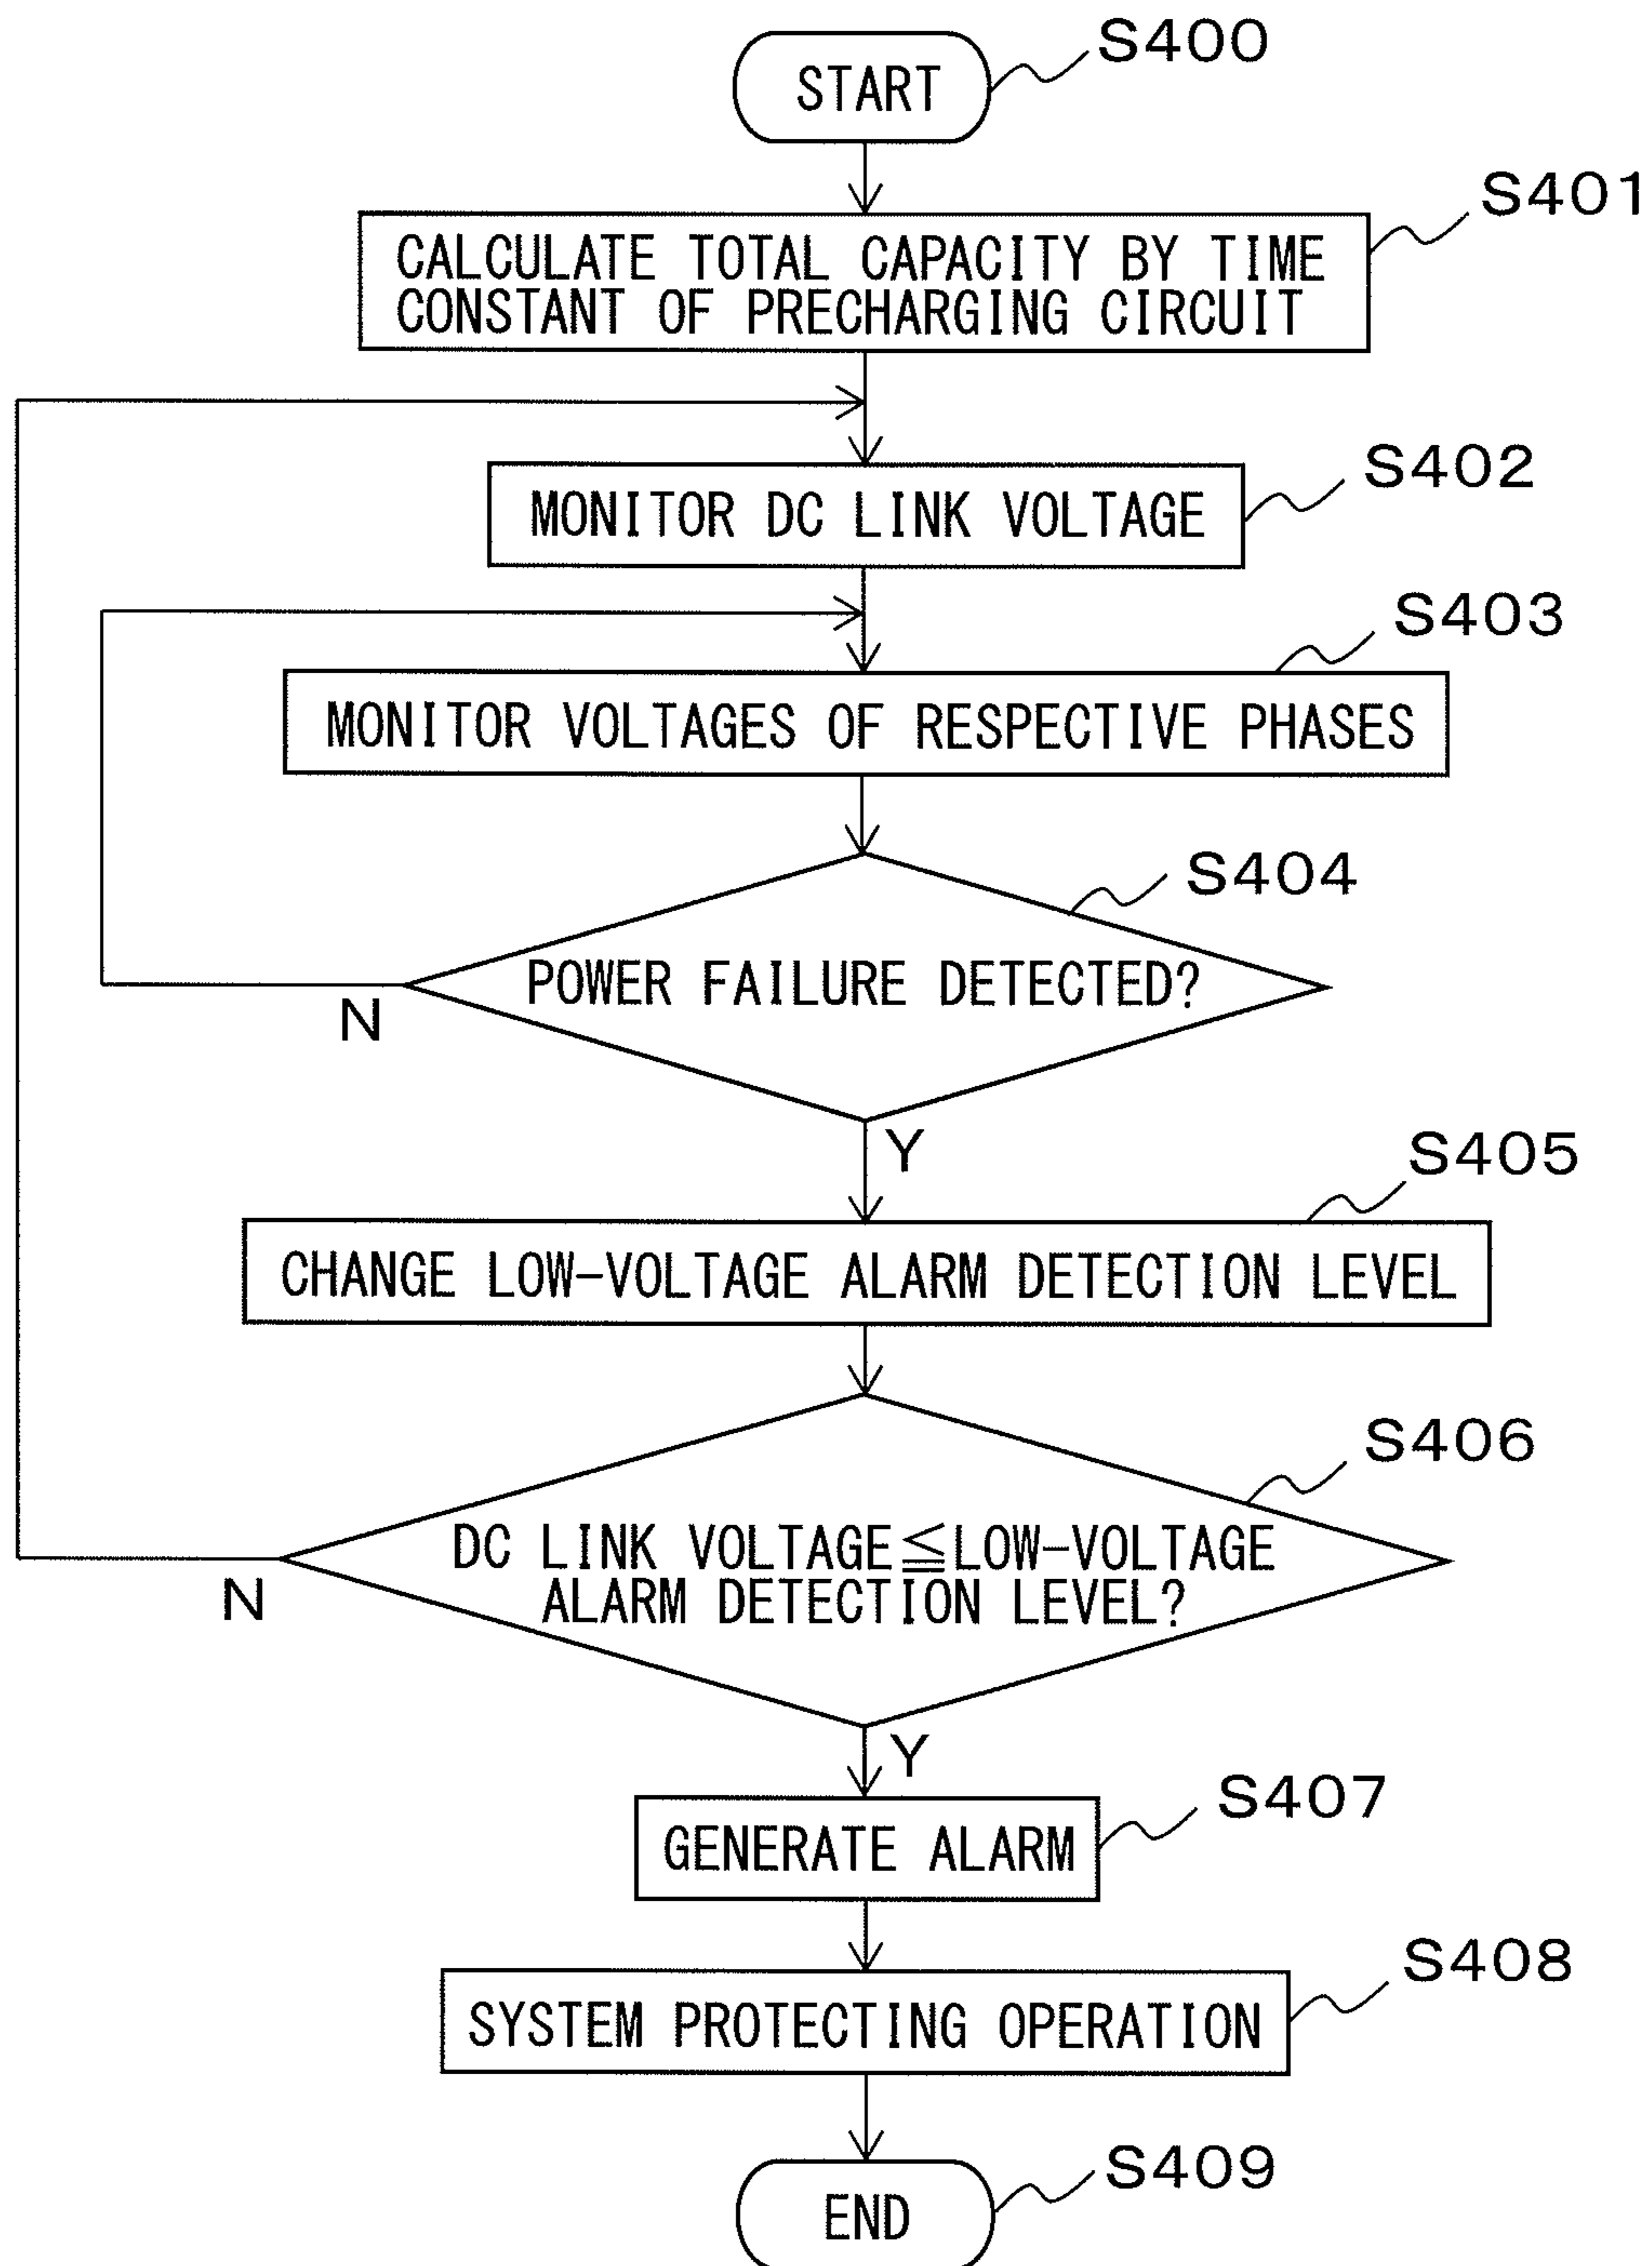 START
S400
S401
CALCULATE TOTAL CAPACITY BY TIME
CONSTANT OF PRECHARGING CIRCUIT
S402
MONITOR DC LINK VOLTAGE
S403
MONITOR VOLTAGES OF RESPECTIVE PHASES
S404
POWER FAILURE DETECTED?
N
Y
S405
CHANGE LOW-VOLTAGE ALARM DETECTION LEVEL
S406
DC LINK VOLTAGE≦LOW-VOLTAGE
ALARM DETECTION LEVEL?
N
Y
S407
GENERATE ALARM
S408
SYSTEM PROTECTING OPERATION
S409
END